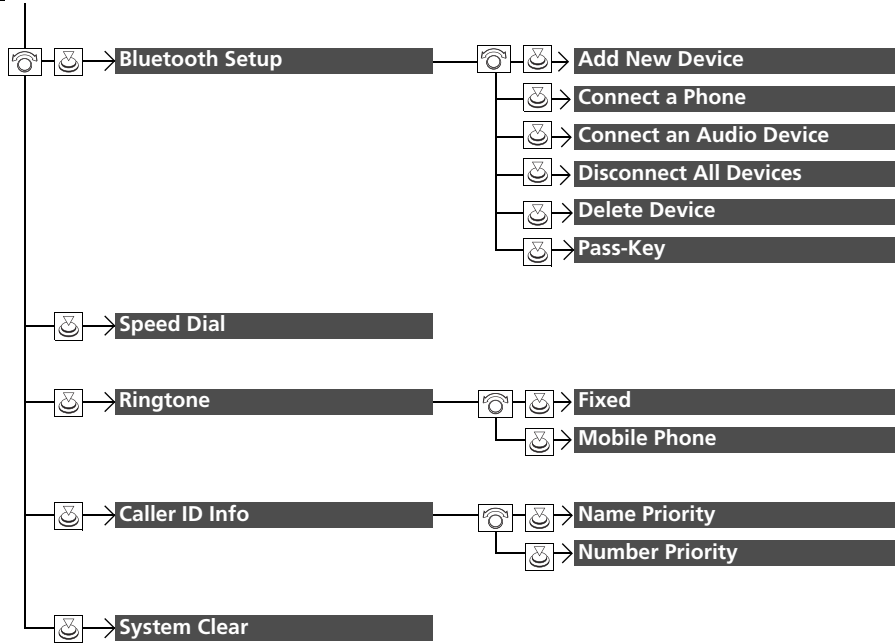 Bluetooth Setup
Add New Device
Connect a Phone
Connect an Audio Device
Disconnect All Devices
Delete Device
Pass-Key
Speed Dial
Ringtone
Fixed
Mobile Phone
Caller ID Info
Name Priority
Number Priority
System Clear